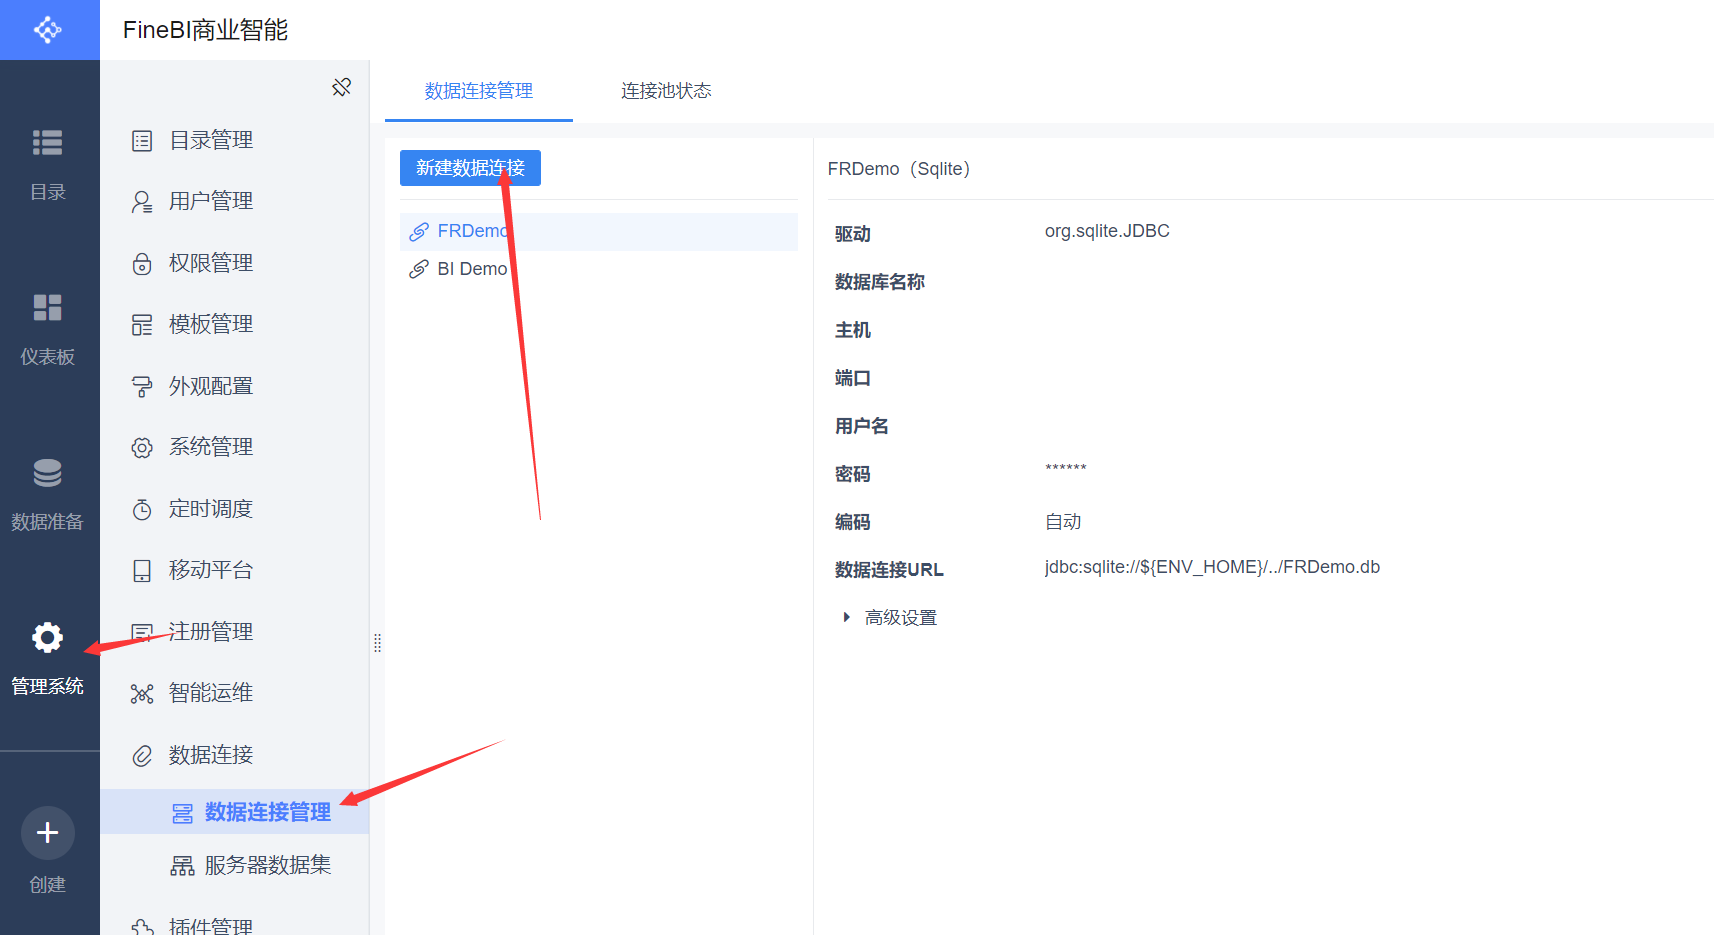 FineBI商业智能
目录
仪表板
数据准备
管理系统
创建
目录管理
用户管理
权限管理
模板管理
外观配置
系统管理
定时调度
移动平台
注册管理
智能运维
数据连接
数据连接管理
服务器数据集
插件管理
数据连接管理
连接池状态
新建数据连接
FRDemo
BI Demo
FRDemo（Sqlite）
驱动 org.sqlite.JDBC
数据库名称
主机
端口
用户名
密码 ******
编码 自动
数据连接URL jdbc:sqlite://${ENV_HOME}/../FRDemo.db
高级设置